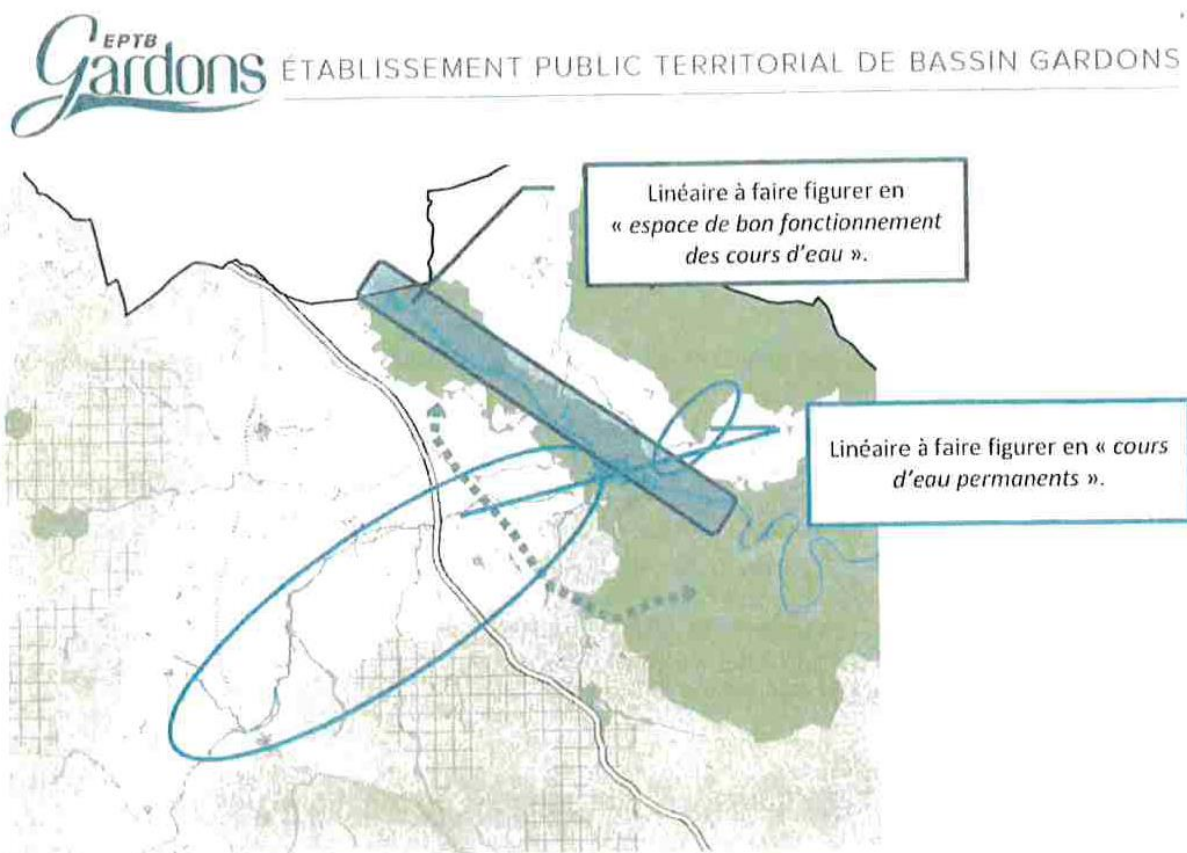 EPTB
Gardons ÉTABLISSEMENT PUBLIC TERRITORIAL DE BASSIN GARDONS
Linéaire à faire figurer en
« espace de bon fonctionnement
des cours d'eau ».
Linéaire à faire figurer en « cours
d'eau permanents ».